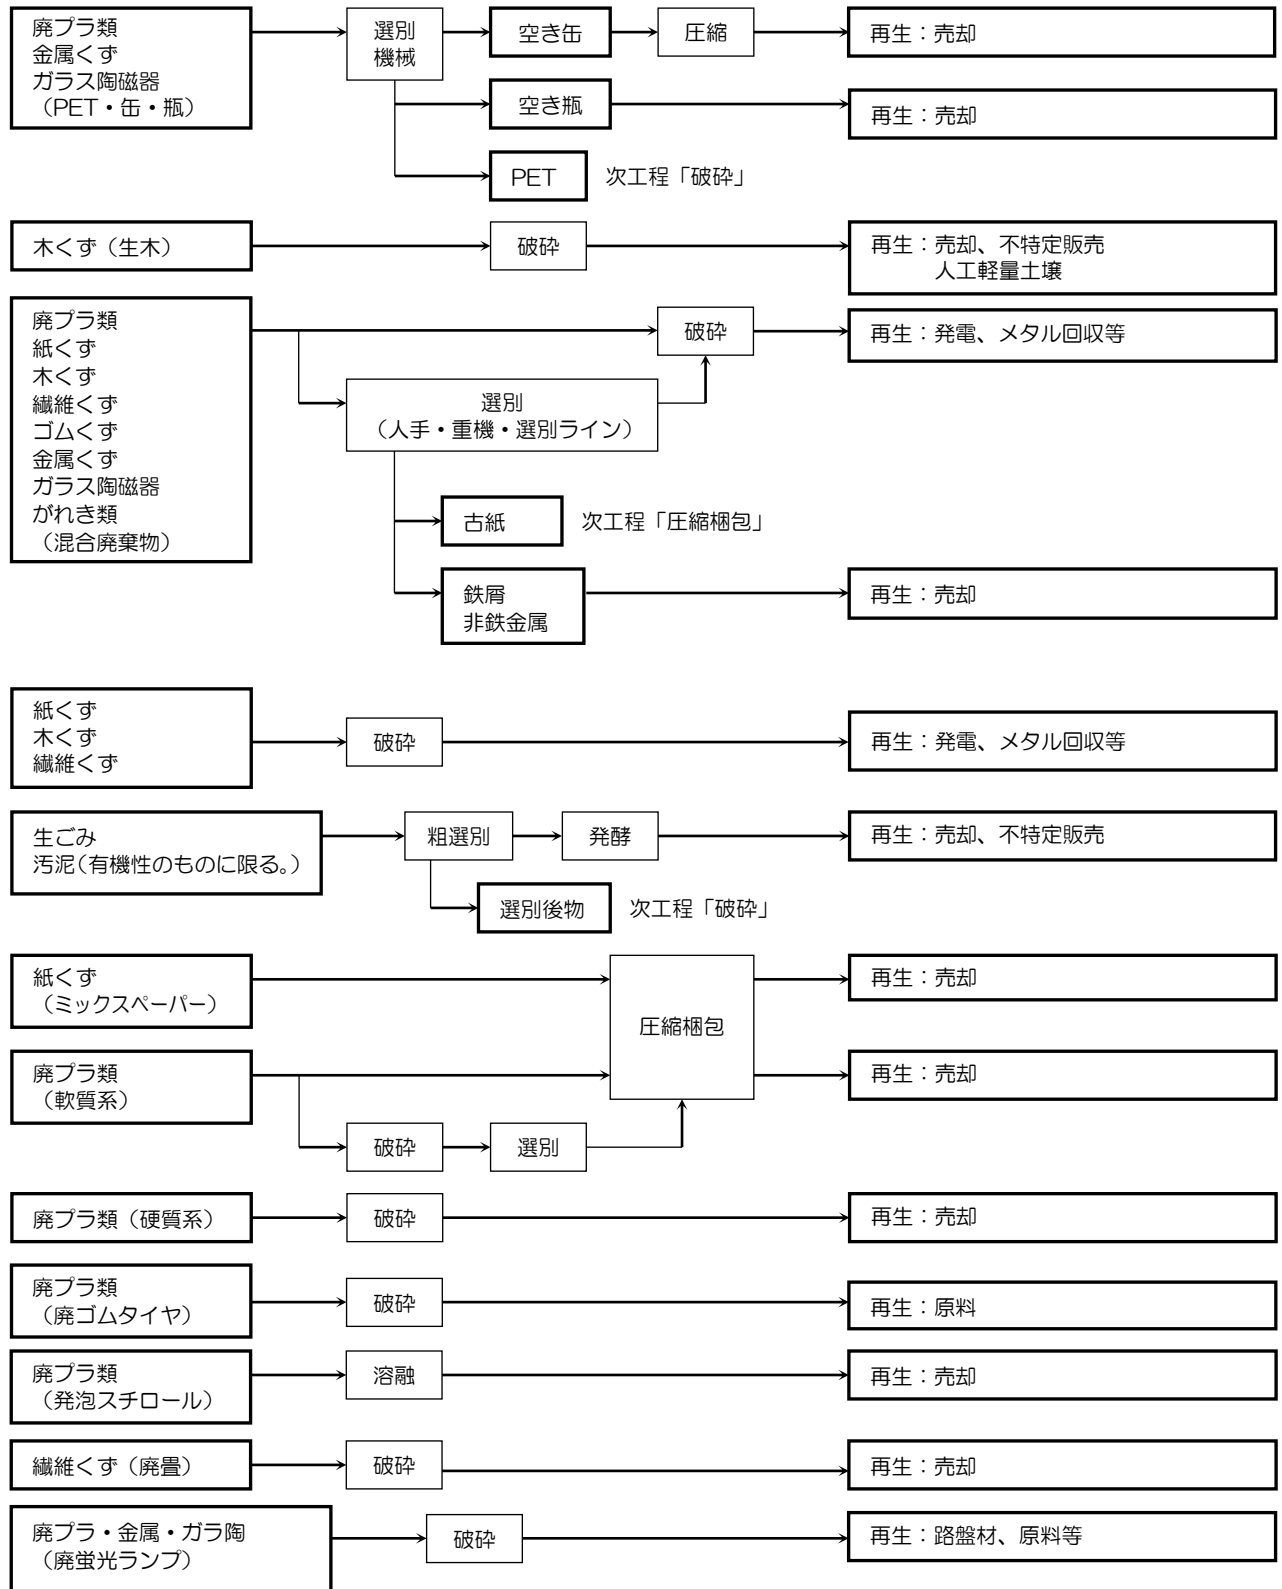 廃プラ類
金属くず
ガラス陶磁器
（PET・缶・瓶）
選別
機械
空き缶
圧縮
再生：売却
空き瓶
再生：売却
PET
次工程「破砕」
木くず（生木）
破砕
再生：売却、不特定販売
人工軽量土壌
廃プラ類
紙くず
木くず
繊維くず
ゴムくず
金属くず
ガラス陶磁器
がれき類
（混合廃棄物）
破砕
再生：発電、メタル回収等
選別
（人手・重機・選別ライン）
古紙
次工程「圧縮梱包」
鉄屑
非鉄金属
再生：売却
紙くず
木くず
繊維くず
破砕
再生：発電、メタル回収等
生ごみ
汚泥（有機性のものに限る。）
粗選別
発酵
再生：売却、不特定販売
選別後物
次工程「破砕」
紙くず
（ミックスペーパー）
圧縮梱包
再生：売却
廃プラ類
（軟質系）
再生：売却
破砕
選別
廃プラ類（硬質系）
破砕
再生：売却
廃プラ類
（廃ゴムタイヤ）
破砕
再生：原料
廃プラ類
（発泡スチロール）
溶融
再生：売却
繊維くず（廃畳）
破砕
再生：売却
廃プラ・金属・ガラ陶
（廃蛍光ランプ）
破砕
再生：路盤材、原料等